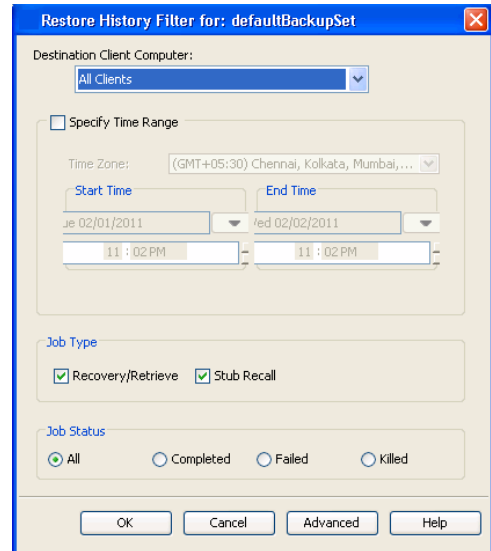 Restore History Filter for: defaultBackupSet
Destination Client Computer:
All Clients
Specify Time Range
Time Zone: (GMT+05:30) Chennai, Kolkata, Mumbai,...
Start Time End Time
ue 02/01/2011 Ved 02/02/2011
11 : 02 PM 11 : 02 PM
Job Type
Recovery/Retrieve Stub Recall
Job Status
All Completed Failed Killed
OK Cancel Advanced Help